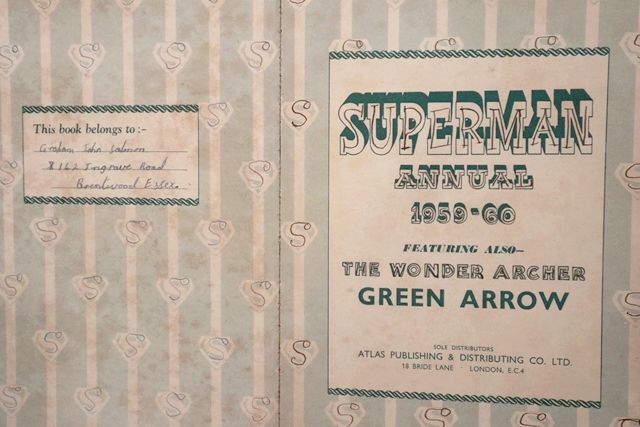 This book belongs to :-
Graham John Salmon
8162 Ingrave Road
Brentwood Essex.
SUPERMAN
ANNUAL
1959-60
FEATURING ALSO—
THE WONDER ARCHER
GREEN ARROW
SOLE DISTRIBUTORS
ATLAS PUBLISHING & DISTRIBUTING CO. LTD.
18 BRIDE LANE · LONDON, E.C.4